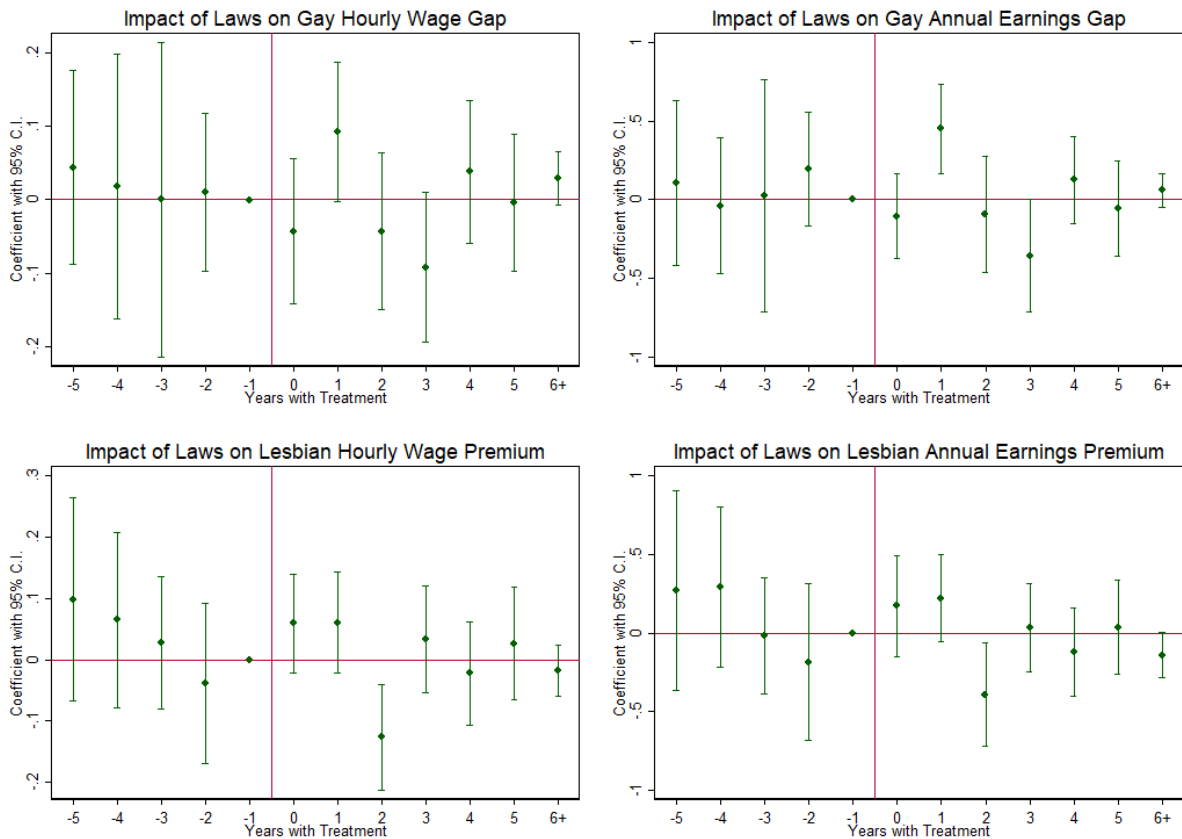 Impact of Laws on Gay Hourly Wage Gap
Coefficient with 95% C.I.
.2
.1
0
-.1
-.2
-5 -4 -3 -2 -1 0 1 2 3 4 5 6+
Years with Treatment
Impact of Laws on Gay Annual Earnings Gap
Coefficient with 95% C.I.
1
.5
0
-.5
-1
-5 -4 -3 -2 -1 0 1 2 3 4 5 6+
Years with Treatment
Impact of Laws on Lesbian Hourly Wage Premium
Coefficient with 95% C.I.
.3
.2
.1
0
-.1
-.2
-5 -4 -3 -2 -1 0 1 2 3 4 5 6+
Years with Treatment
Impact of Laws on Lesbian Annual Earnings Premium
Coefficient with 95% C.I.
1
.5
0
-.5
-1
-5 -4 -3 -2 -1 0 1 2 3 4 5 6+
Years with Treatment